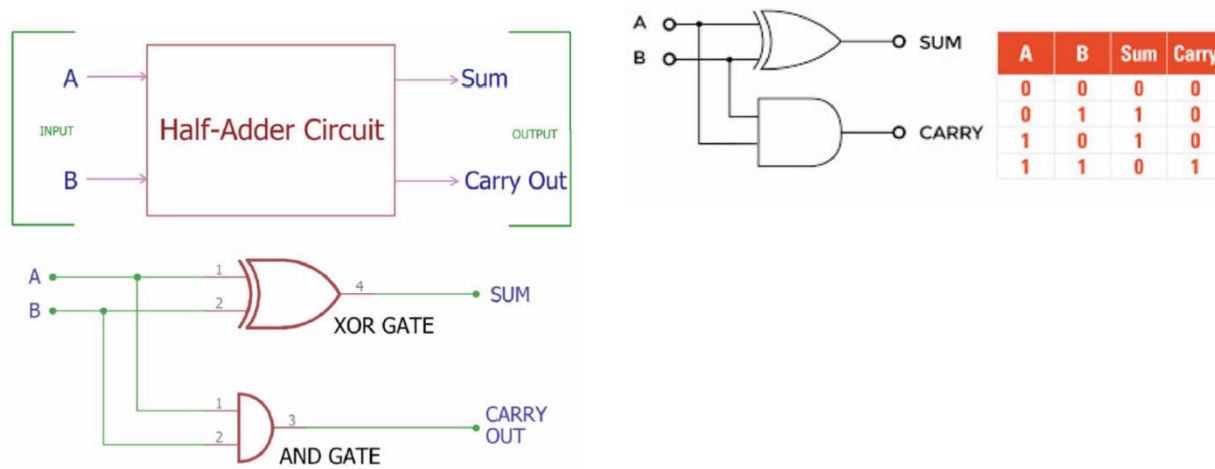 A
Sum
INPUT
Half-Adder Circuit
OUTPUT
B
Carry Out
A
1
4
SUM
B
2
XOR GATE
1
3
CARRY
OUT
2
AND GATE
A
SUM
B
CARRY
A B Sum Carry
0 0 0 0
0 1 1 0
1 0 1 0
1 1 0 1